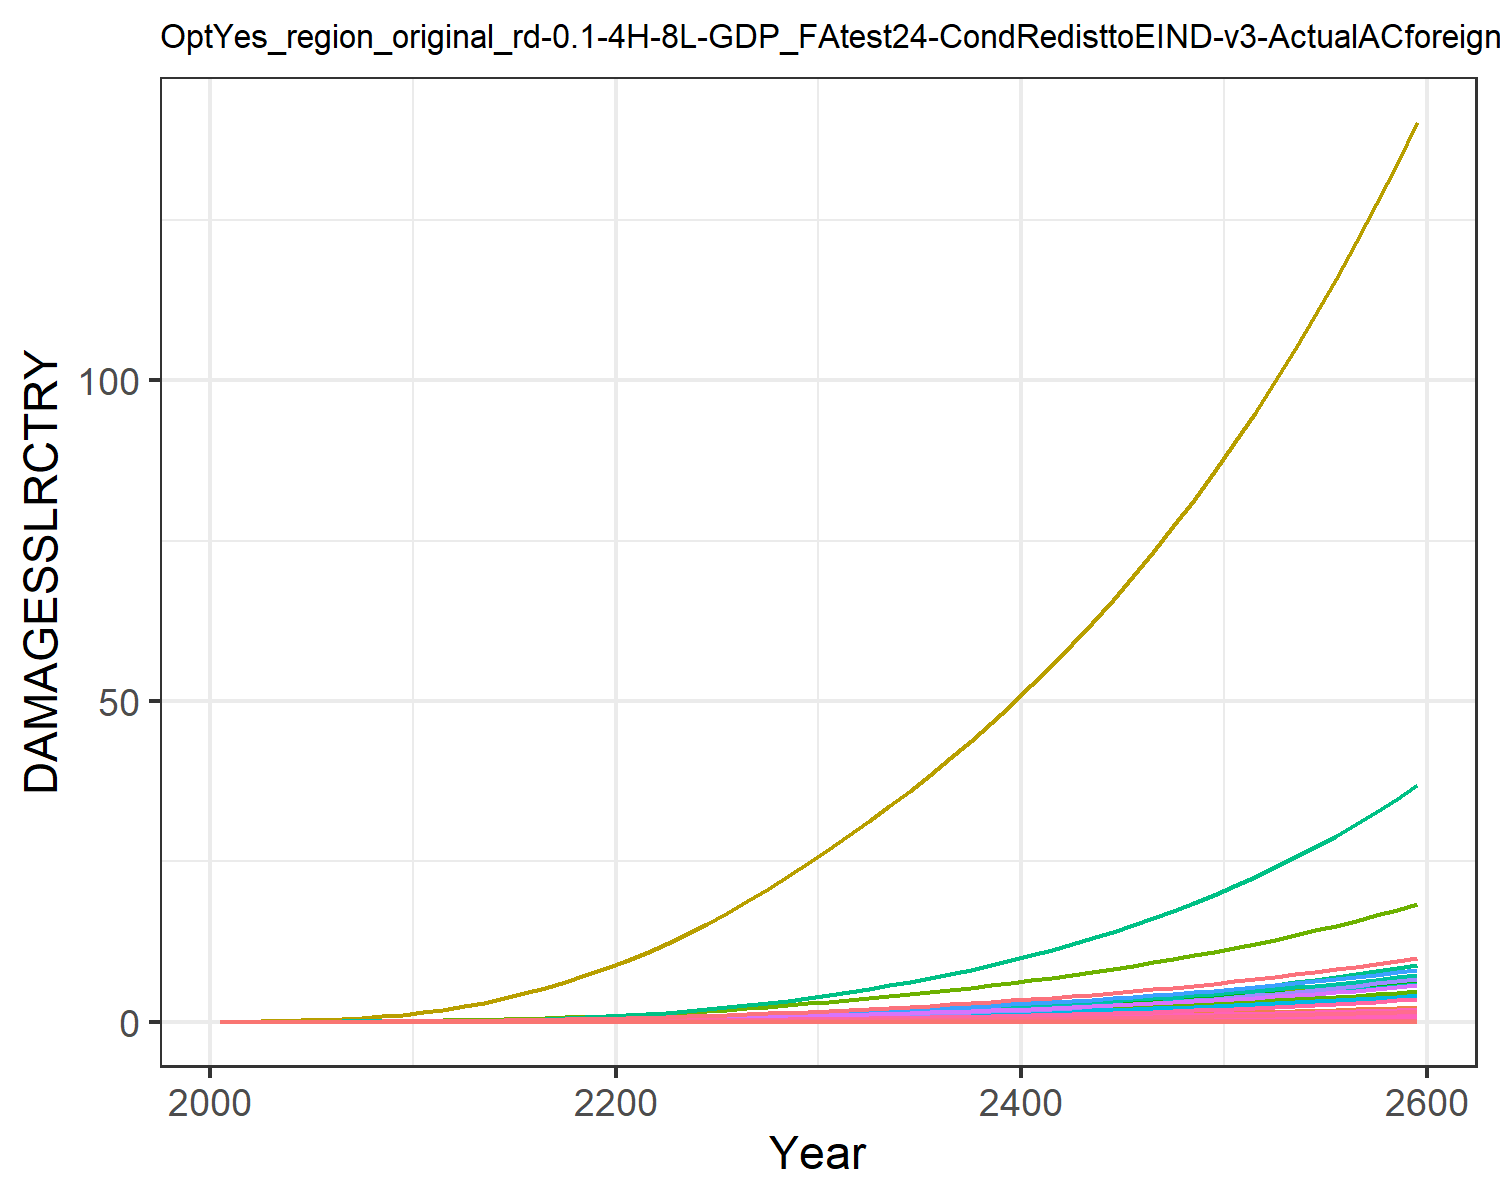 OptYes_region_original_rd-0.1-4H-8L-GDP_FAtest24-CondRedisttoEIND-v3-ActualACforeign
DAMAGESSLRCTRY
100
50
0
2000
2200
2400
2600
Year